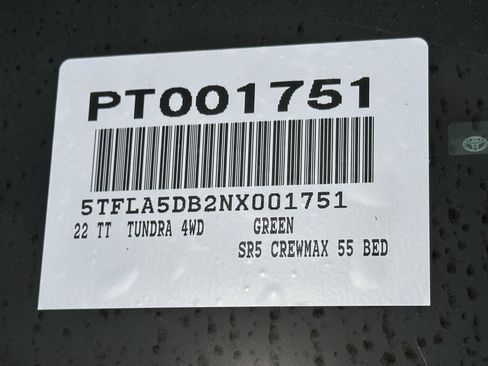 PT001751
5TFLA5DB2NX001751
22 TT TUNDRA 4WD GREEN
SR5 CREWMAX 55 BED